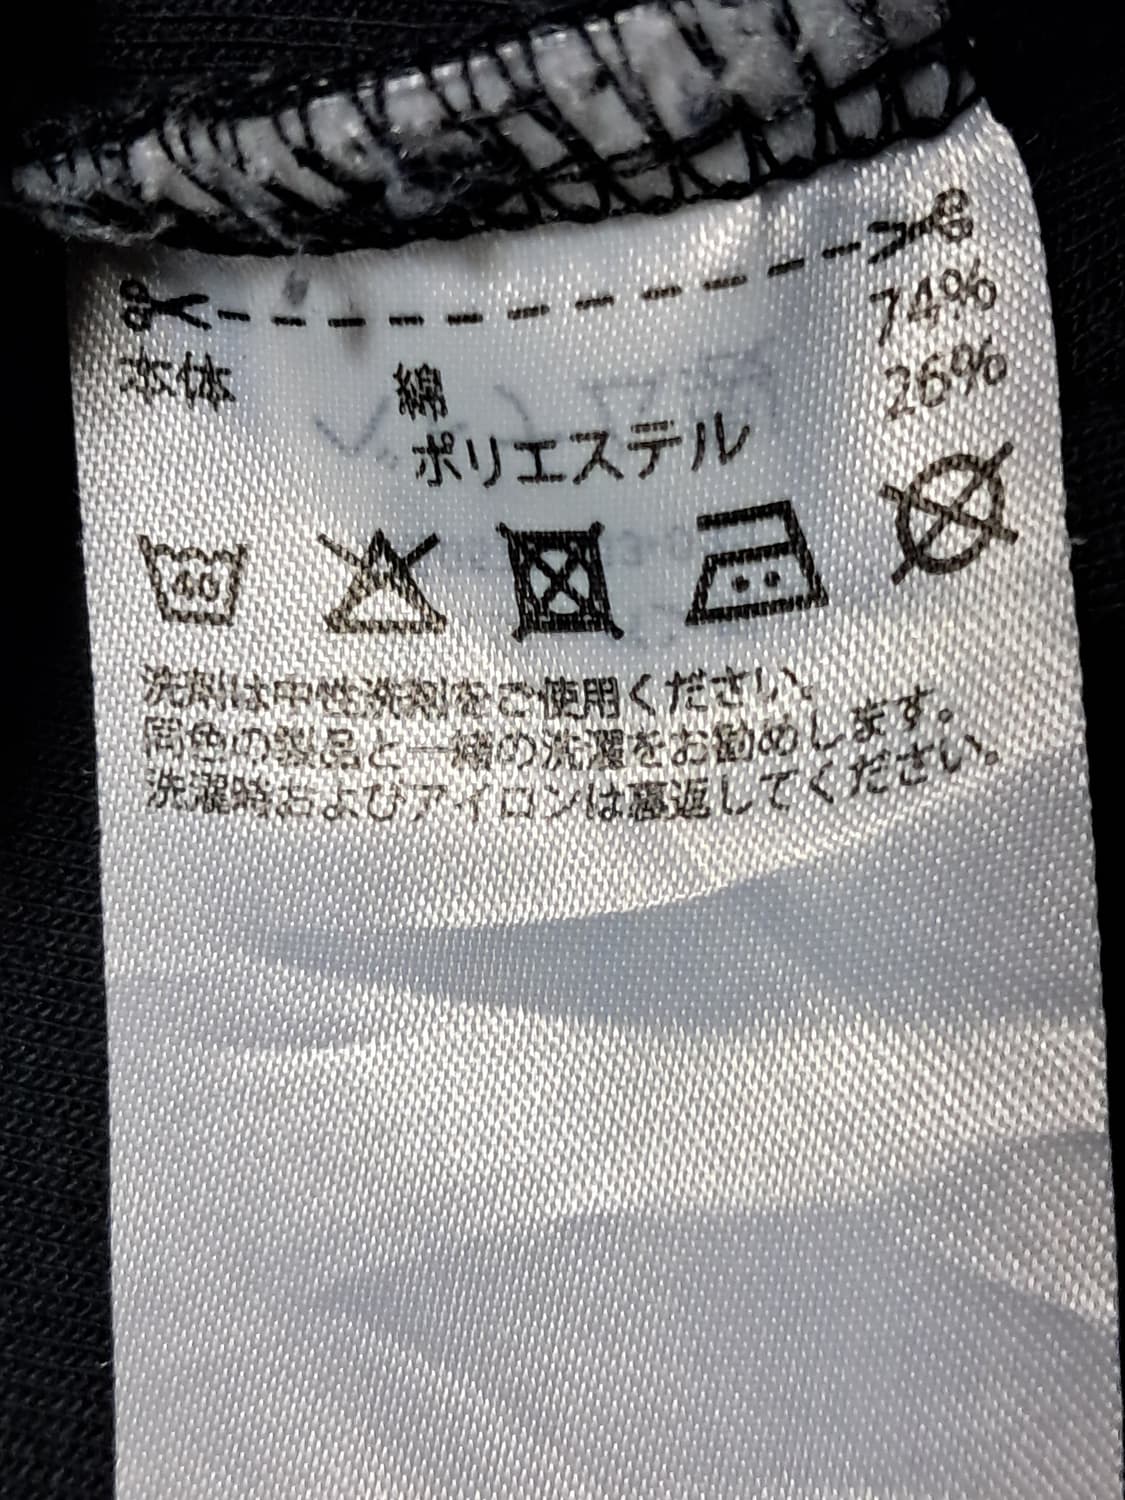 本体 綿 74%
ポリエステル 26%
40
洗剤は中性洗剤をご使用ください。
同色の製品と一緒の洗濯をお勧めします。
洗濯時およびアイロンは裏返してください。